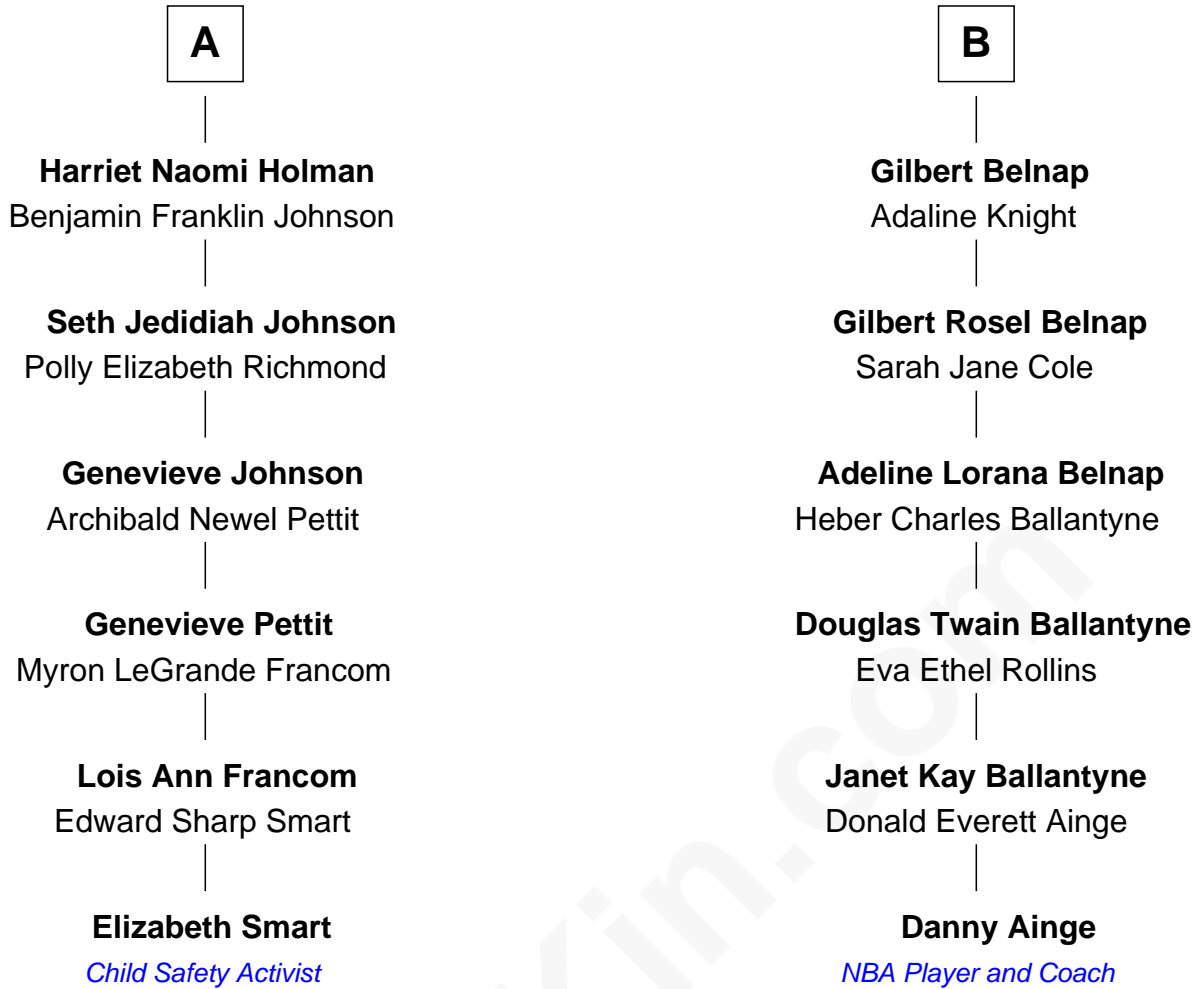 A
Harriet Naomi Holman
Benjamin Franklin Johnson
Seth Jedidiah Johnson
Polly Elizabeth Richmond
Genevieve Johnson
Archibald Newel Pettit
Genevieve Pettit
Myron LeGrande Francom
Lois Ann Francom
Edward Sharp Smart
Elizabeth Smart
Child Safety Activist
B
Gilbert Belnap
Adaline Knight
Gilbert Rosel Belnap
Sarah Jane Cole
Adeline Lorana Belnap
Heber Charles Ballantyne
Douglas Twain Ballantyne
Eva Ethel Rollins
Janet Kay Ballantyne
Donald Everett Ainge
Danny Ainge
NBA Player and Coach
in.com